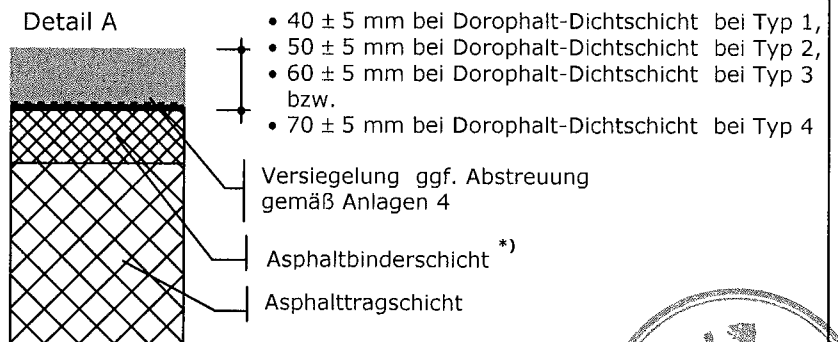 Detail A
• 40 ± 5 mm bei Dorophalt-Dichtschicht bei Typ 1,
• 50 ± 5 mm bei Dorophalt-Dichtschicht bei Typ 2,
• 60 ± 5 mm bei Dorophalt-Dichtschicht bei Typ 3
bzw.
• 70 ± 5 mm bei Dorophalt-Dichtschicht bei Typ 4
Versiegelung ggf. Abstreuung
gemäß Anlagen 4
Asphaltbinderschicht *)
Asphalttragschicht